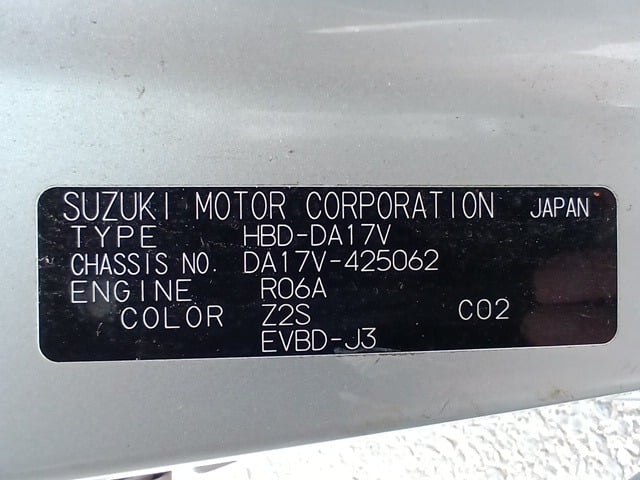 SUZUKI MOTOR CORPORATION JAPAN
TYPE HBD-DA17V
CHASSIS NO. DA17V-425062
ENGINE R06A
COLOR Z2S C02
EVBD-J3